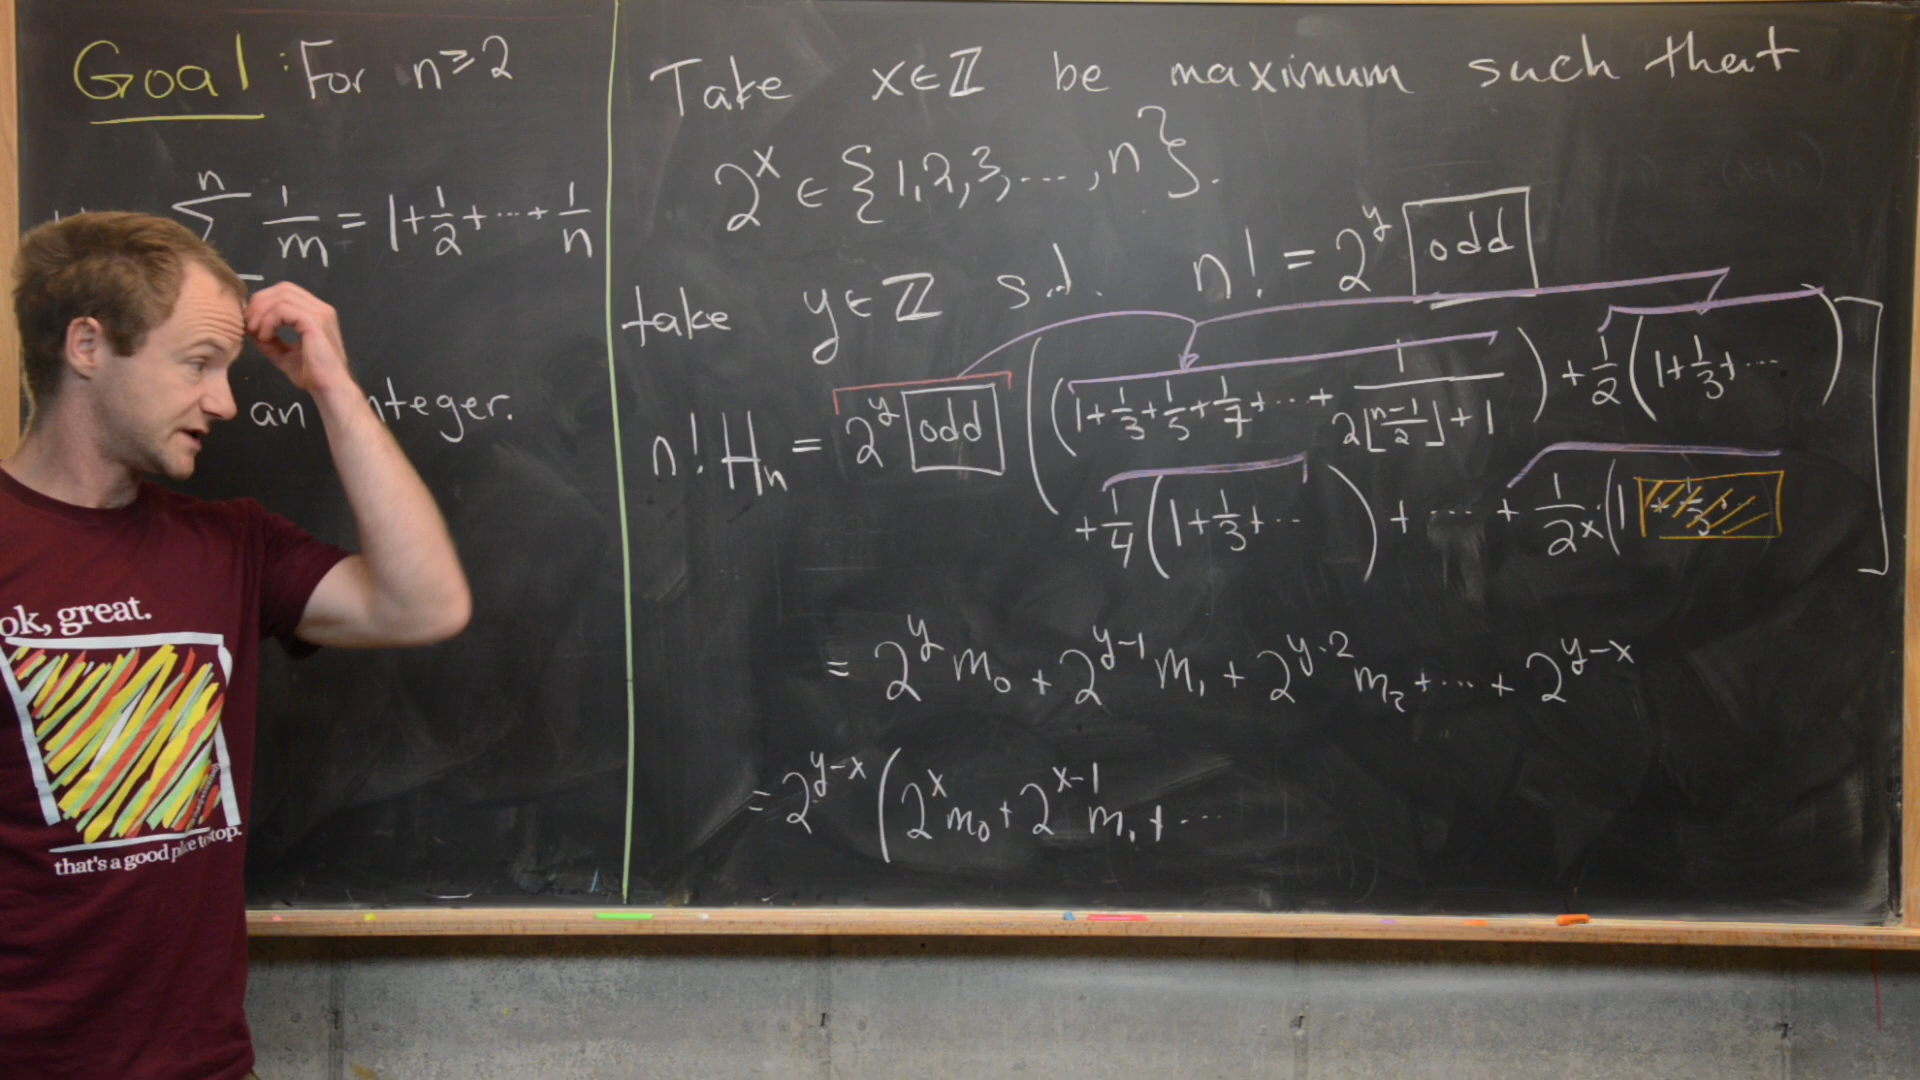 Goal: For n≥2
n
Σ 1/m = 1 + 1/2 + ··· + 1/n
an integer.
Take x∈ℤ be maximum such that
2^x ∈ {1,2,3,...,n}.
take y∈ℤ s.t. n! = 2^y [odd]
n! H_n = 2^y [odd] [(1 + 1/3 + 1/5 + 1/7 + ··· + 1/(2⌊(n-1)/2⌋+1)) + 1/2 (1 + 1/3 + ··· )
+ 1/4 (1 + 1/3 + ··· ) + ···· + 1/2^x · (1 ]
= 2^y m_0 + 2^{y-1} m_1 + 2^{y-2} m_2 + ··· + 2^{y-x}
= 2^{y-x} (2^x m_0 + 2^{x-1} m_1 + ···
ok, great.
that's a good place to stop.